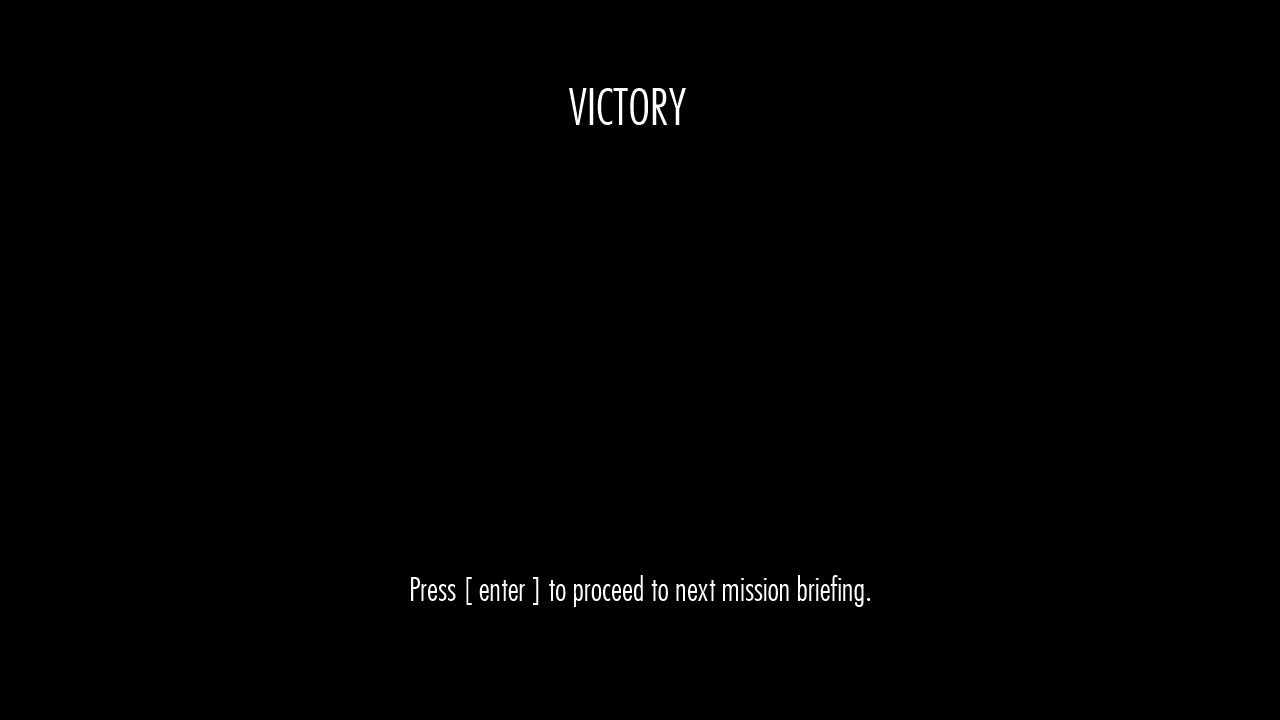 VICTORY
Press [ enter ] to proceed to next mission briefing.